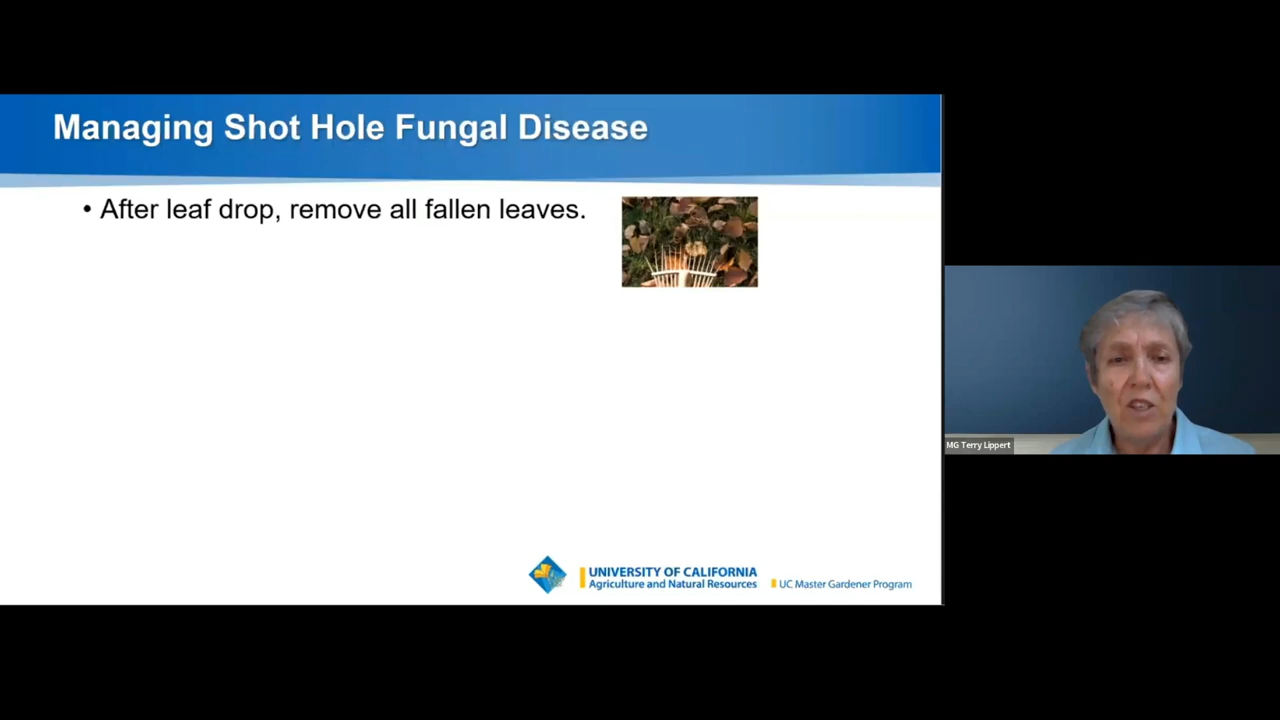 Managing Shot Hole Fungal Disease
• After leaf drop, remove all fallen leaves.
MG Terry Lippert
UNIVERSITY OF CALIFORNIA
Agriculture and Natural Resources
UC Master Gardener Program